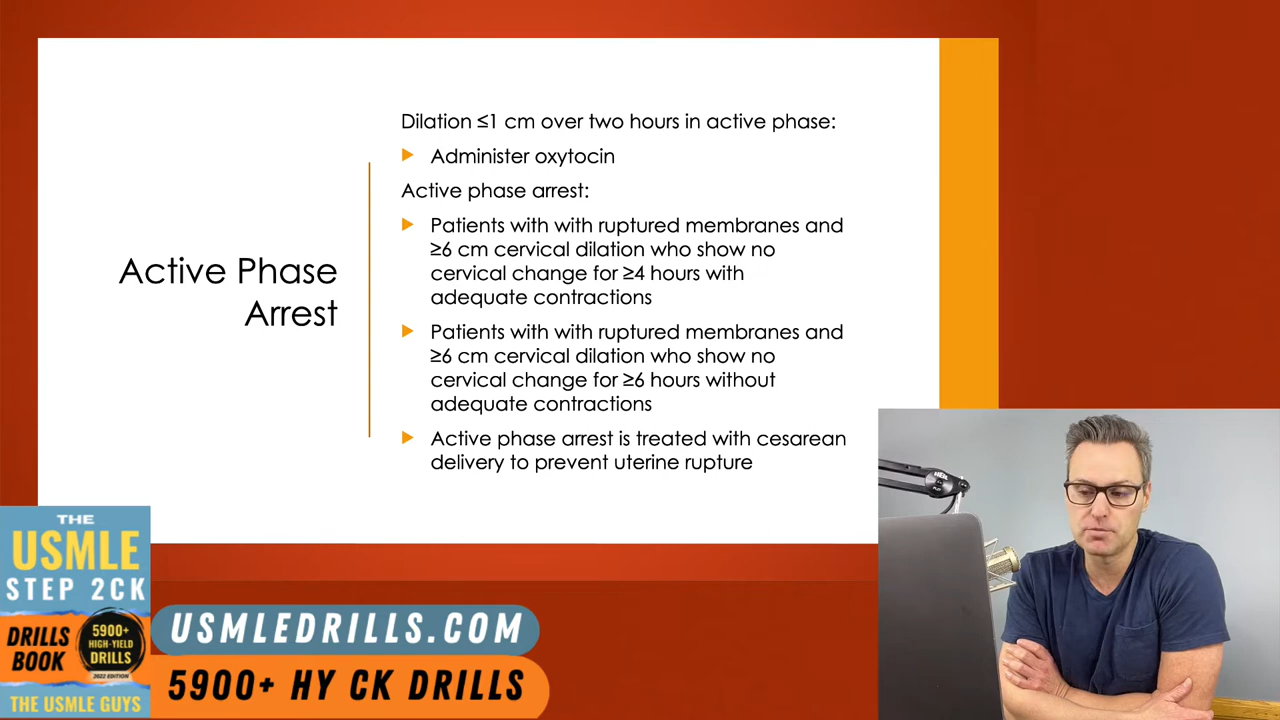 Dilation ≤1 cm over two hours in active phase:
Administer oxytocin
Active phase arrest:
Patients with with ruptured membranes and
≥6 cm cervical dilation who show no
cervical change for ≥4 hours with
adequate contractions
Patients with with ruptured membranes and
≥6 cm cervical dilation who show no
cervical change for ≥6 hours without
adequate contractions
Active phase arrest is treated with cesarean
delivery to prevent uterine rupture
Active Phase
Arrest
THE
USMLE
STEP 2CK
DRILLS
BOOK
5900+
HIGH-YIELD
DRILLS
2022 EDITION
THE USMLE GUYS
USMLEDRILLS.COM
5900+ HY CK DRILLS